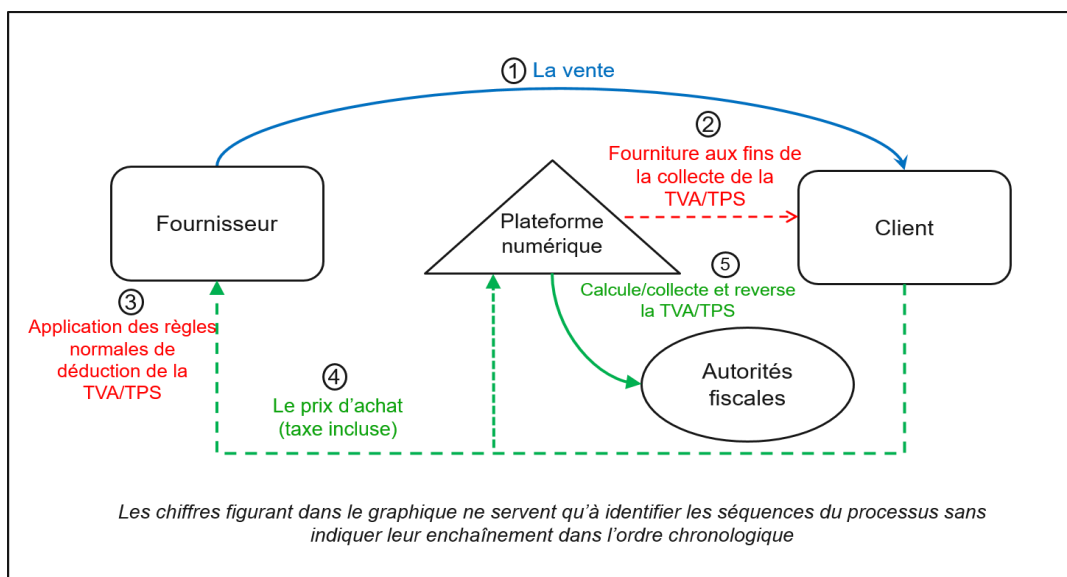 ① La vente
②
Fourniture aux fins de
la collecte de la
TVA/TPS
Fournisseur
Plateforme
numérique
Client
③
Application des règles
normales de
déduction de la
TVA/TPS
⑤
Calcule/collecte et reverse
la TVA/TPS
④
Le prix d’achat
(taxe incluse)
Autorités
fiscales
Les chiffres figurant dans le graphique ne servent qu’à identifier les séquences du processus sans
indiquer leur enchaînement dans l’ordre chronologique